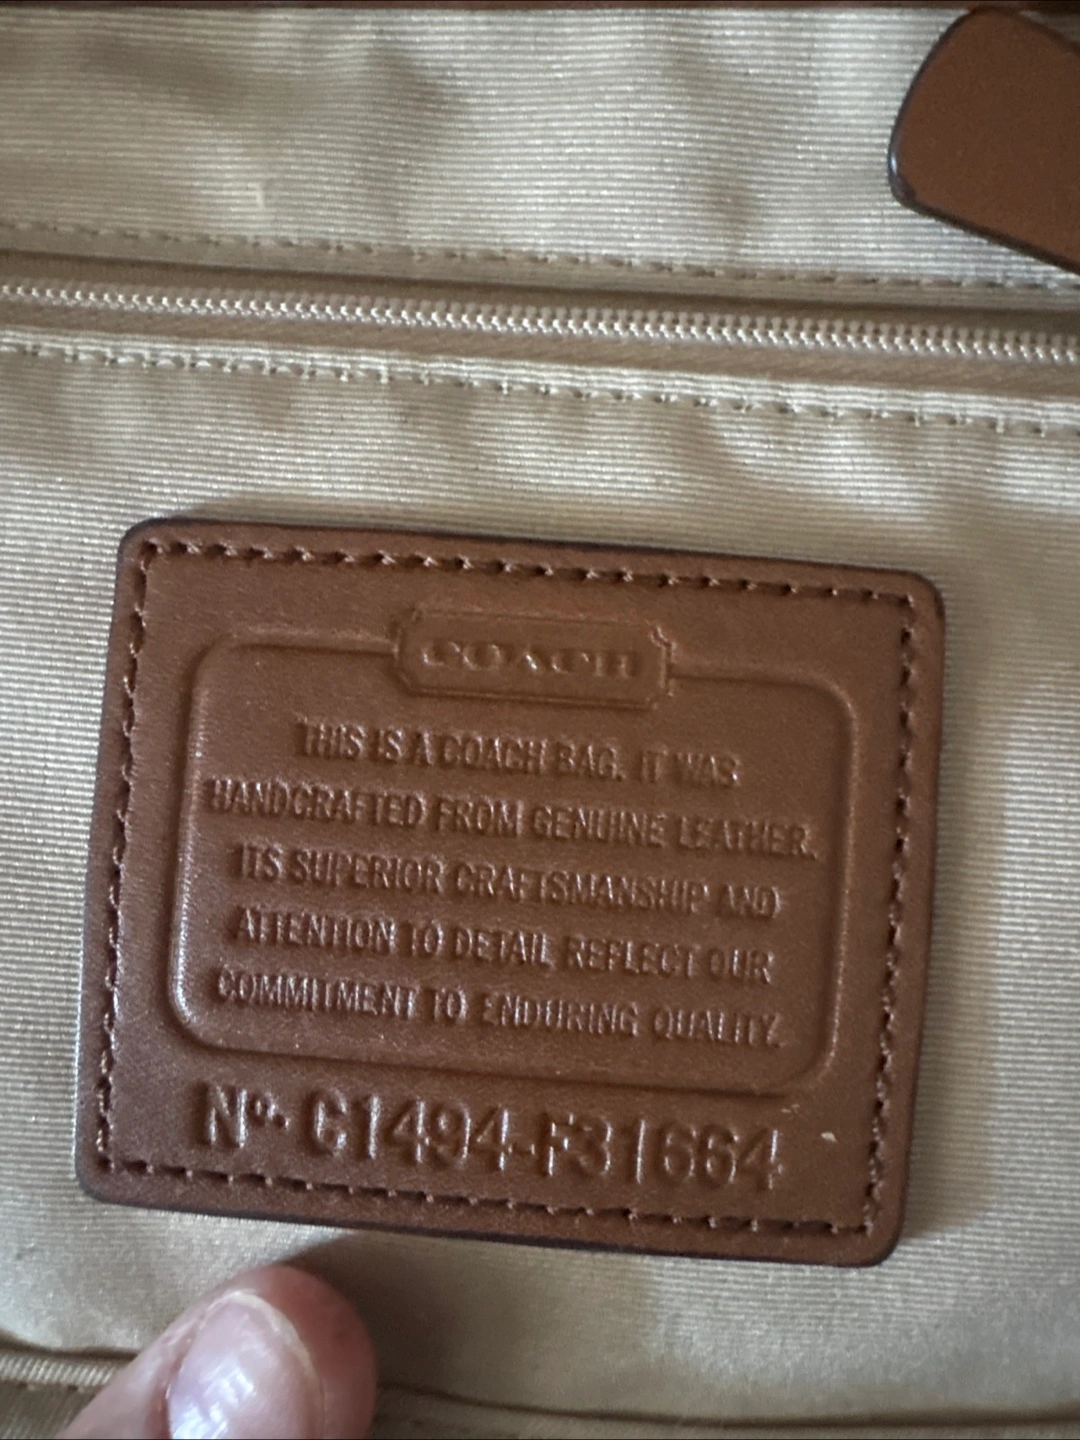 COACH
THIS IS A COACH BAG. IT WAS
HANDCRAFTED FROM GENUINE LEATHER.
ITS SUPERIOR CRAFTSMANSHIP AND
ATTENTION TO DETAIL REFLECT OUR
COMMITMENT TO ENDURING QUALITY.
Nº. C1494-F31664